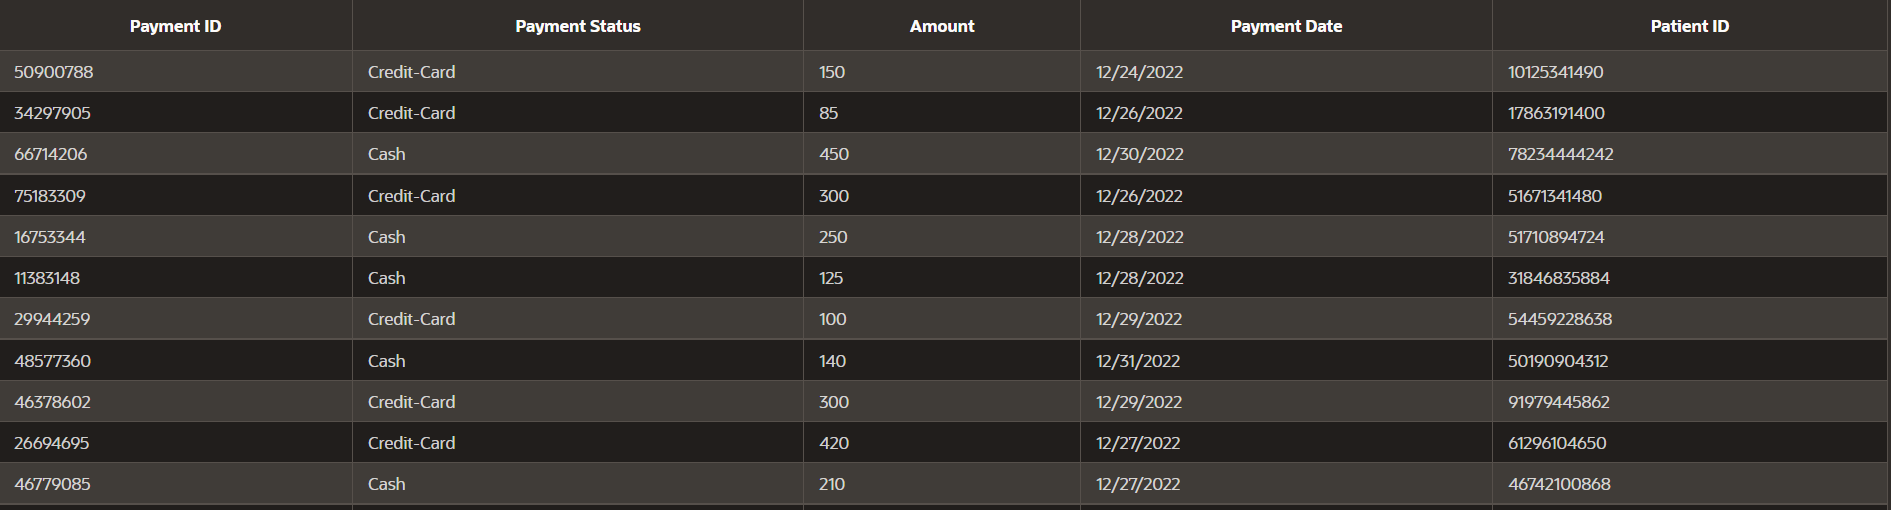 Payment ID Payment Status Amount Payment Date Patient ID
50900788 Credit-Card 150 12/24/2022 10125341490
34297905 Credit-Card 85 12/26/2022 17863191400
66714206 Cash 450 12/30/2022 78234444242
75183309 Credit-Card 300 12/26/2022 51671341480
16753344 Cash 250 12/28/2022 51710894724
11383148 Cash 125 12/28/2022 31846835884
29944259 Credit-Card 100 12/29/2022 54459228638
48577360 Cash 140 12/31/2022 50190904312
46378602 Credit-Card 300 12/29/2022 91979445862
26694695 Credit-Card 420 12/27/2022 61296104650
46779085 Cash 210 12/27/2022 46742100868